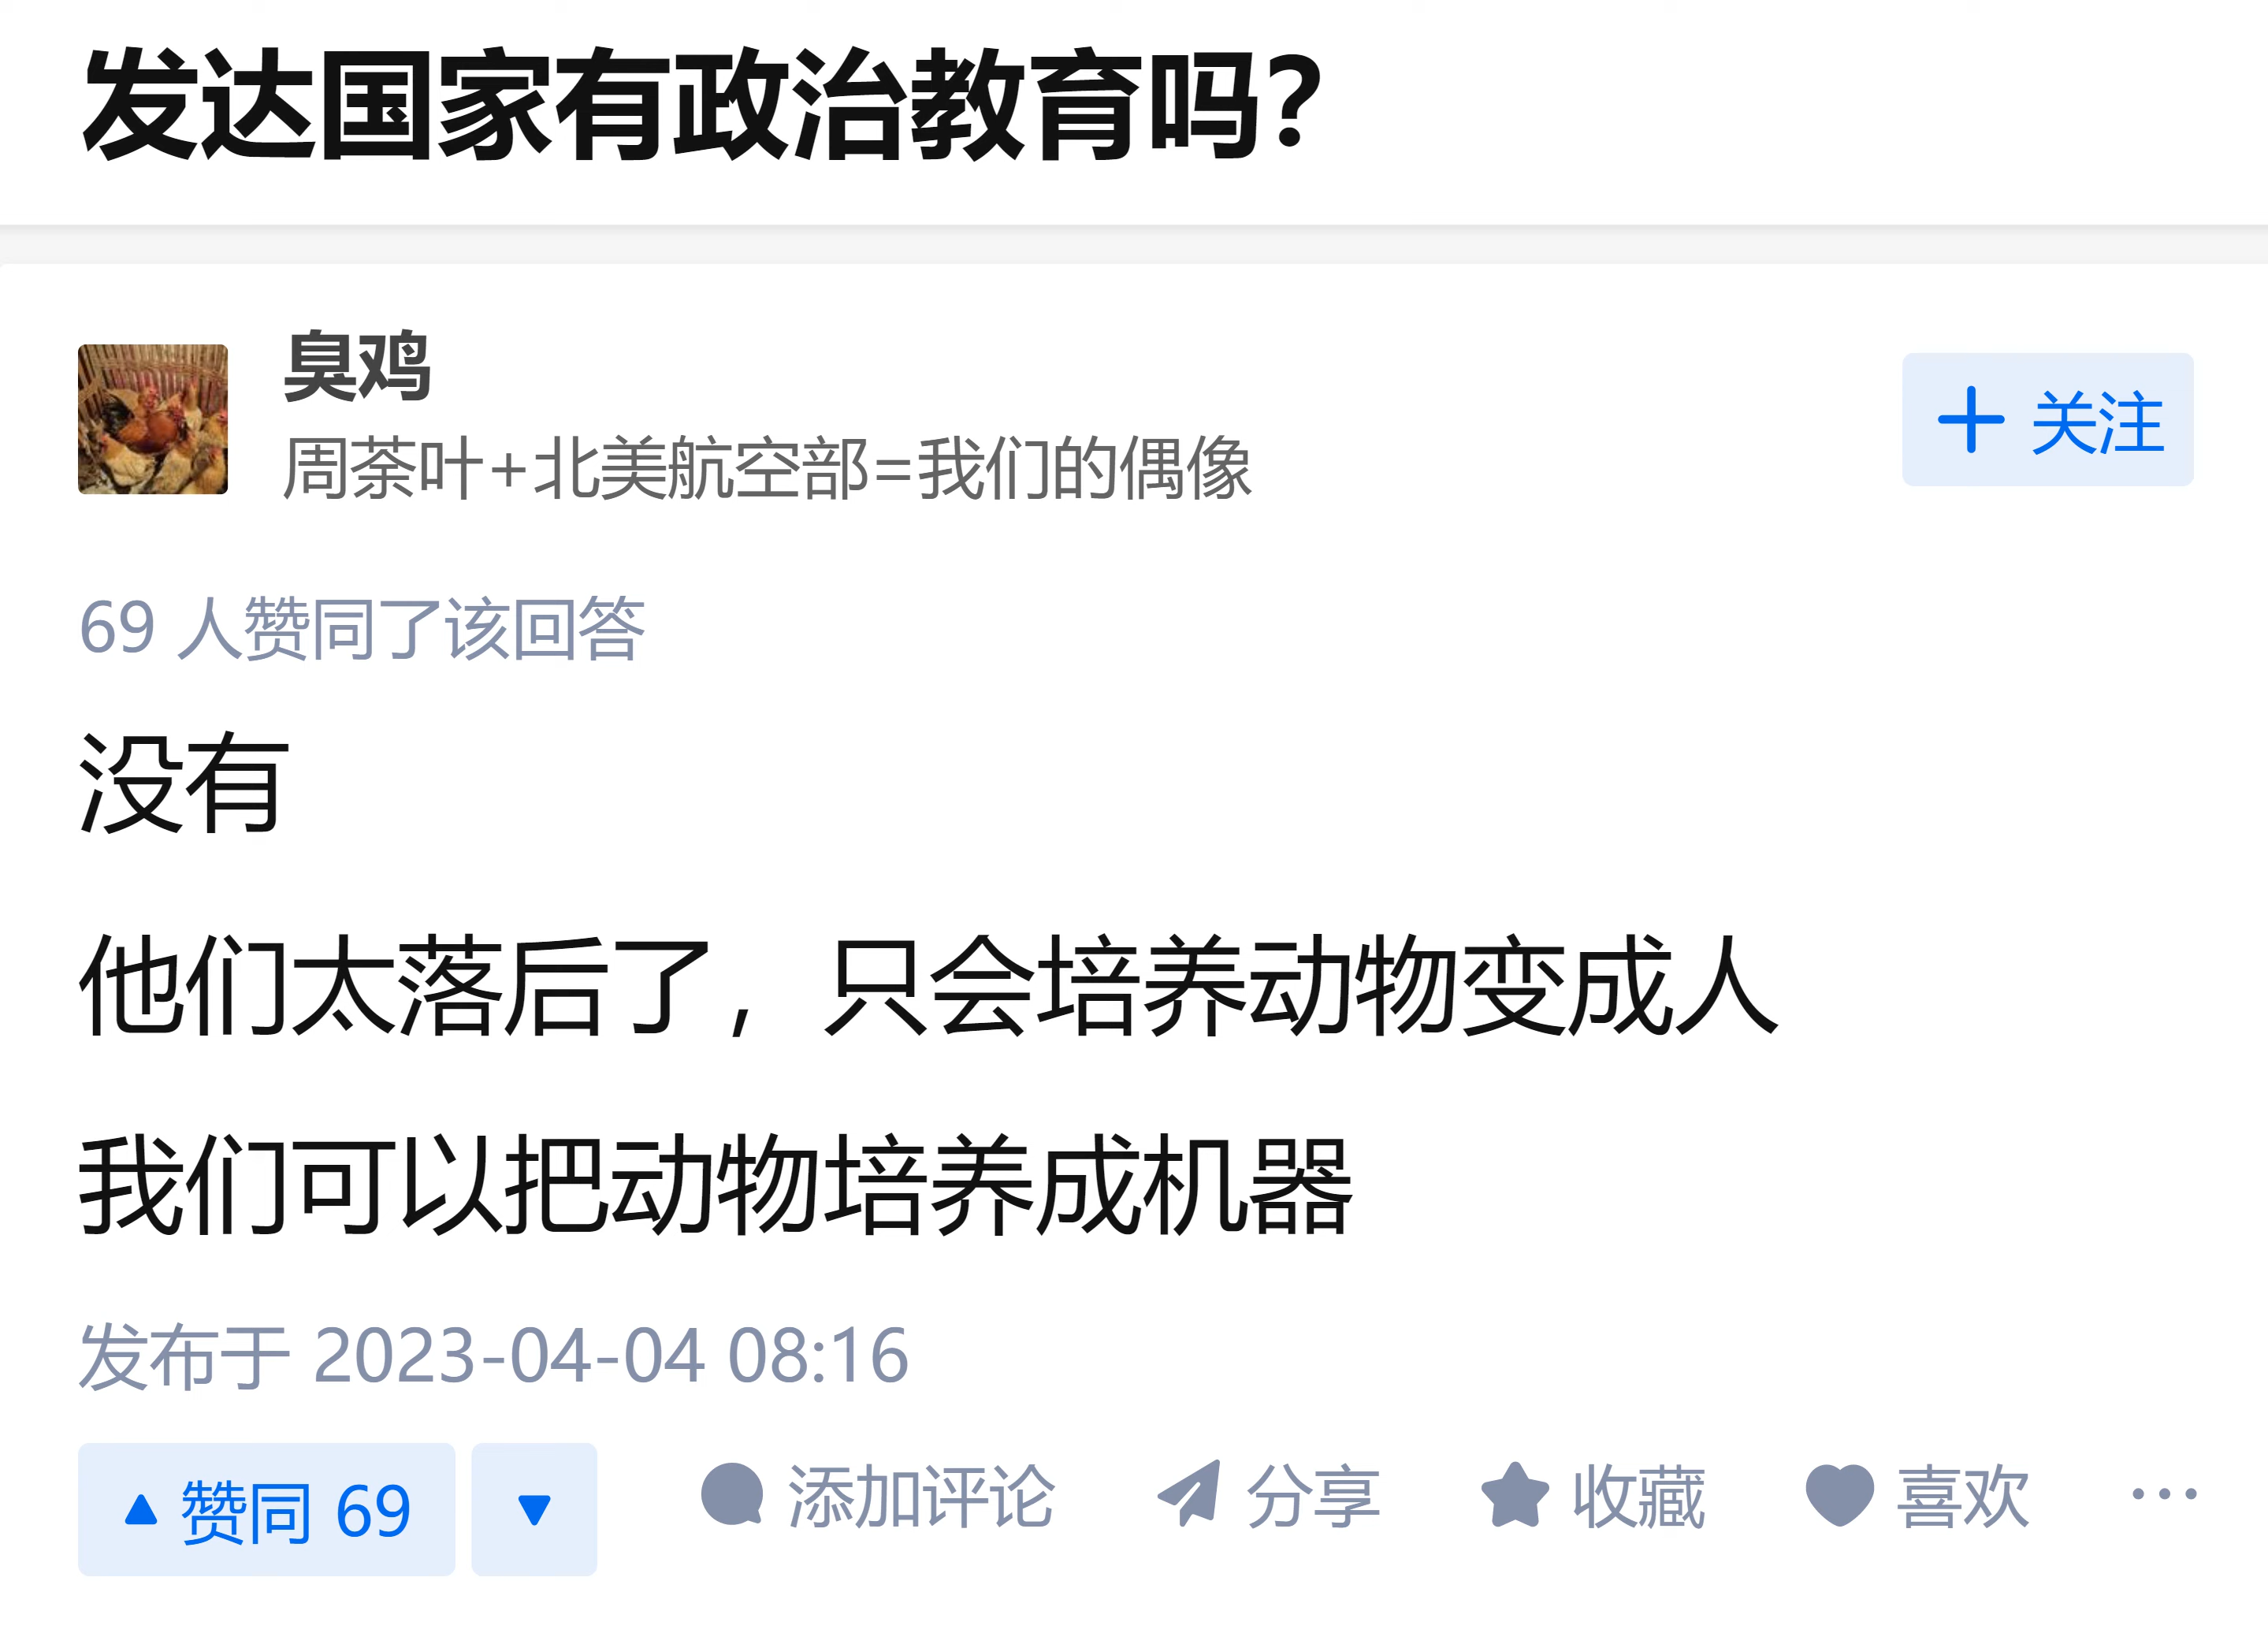 发达国家有政治教育吗?
臭鸡
周荼叶+北美航空部=我们的偶像
+ 关注
69 人赞同了该回答
没有
他们太落后了，只会培养动物变成人
我们可以把动物培养成机器
发布于 2023-04-04 08:16
赞同 69 添加评论 分享 收藏 喜欢 ...